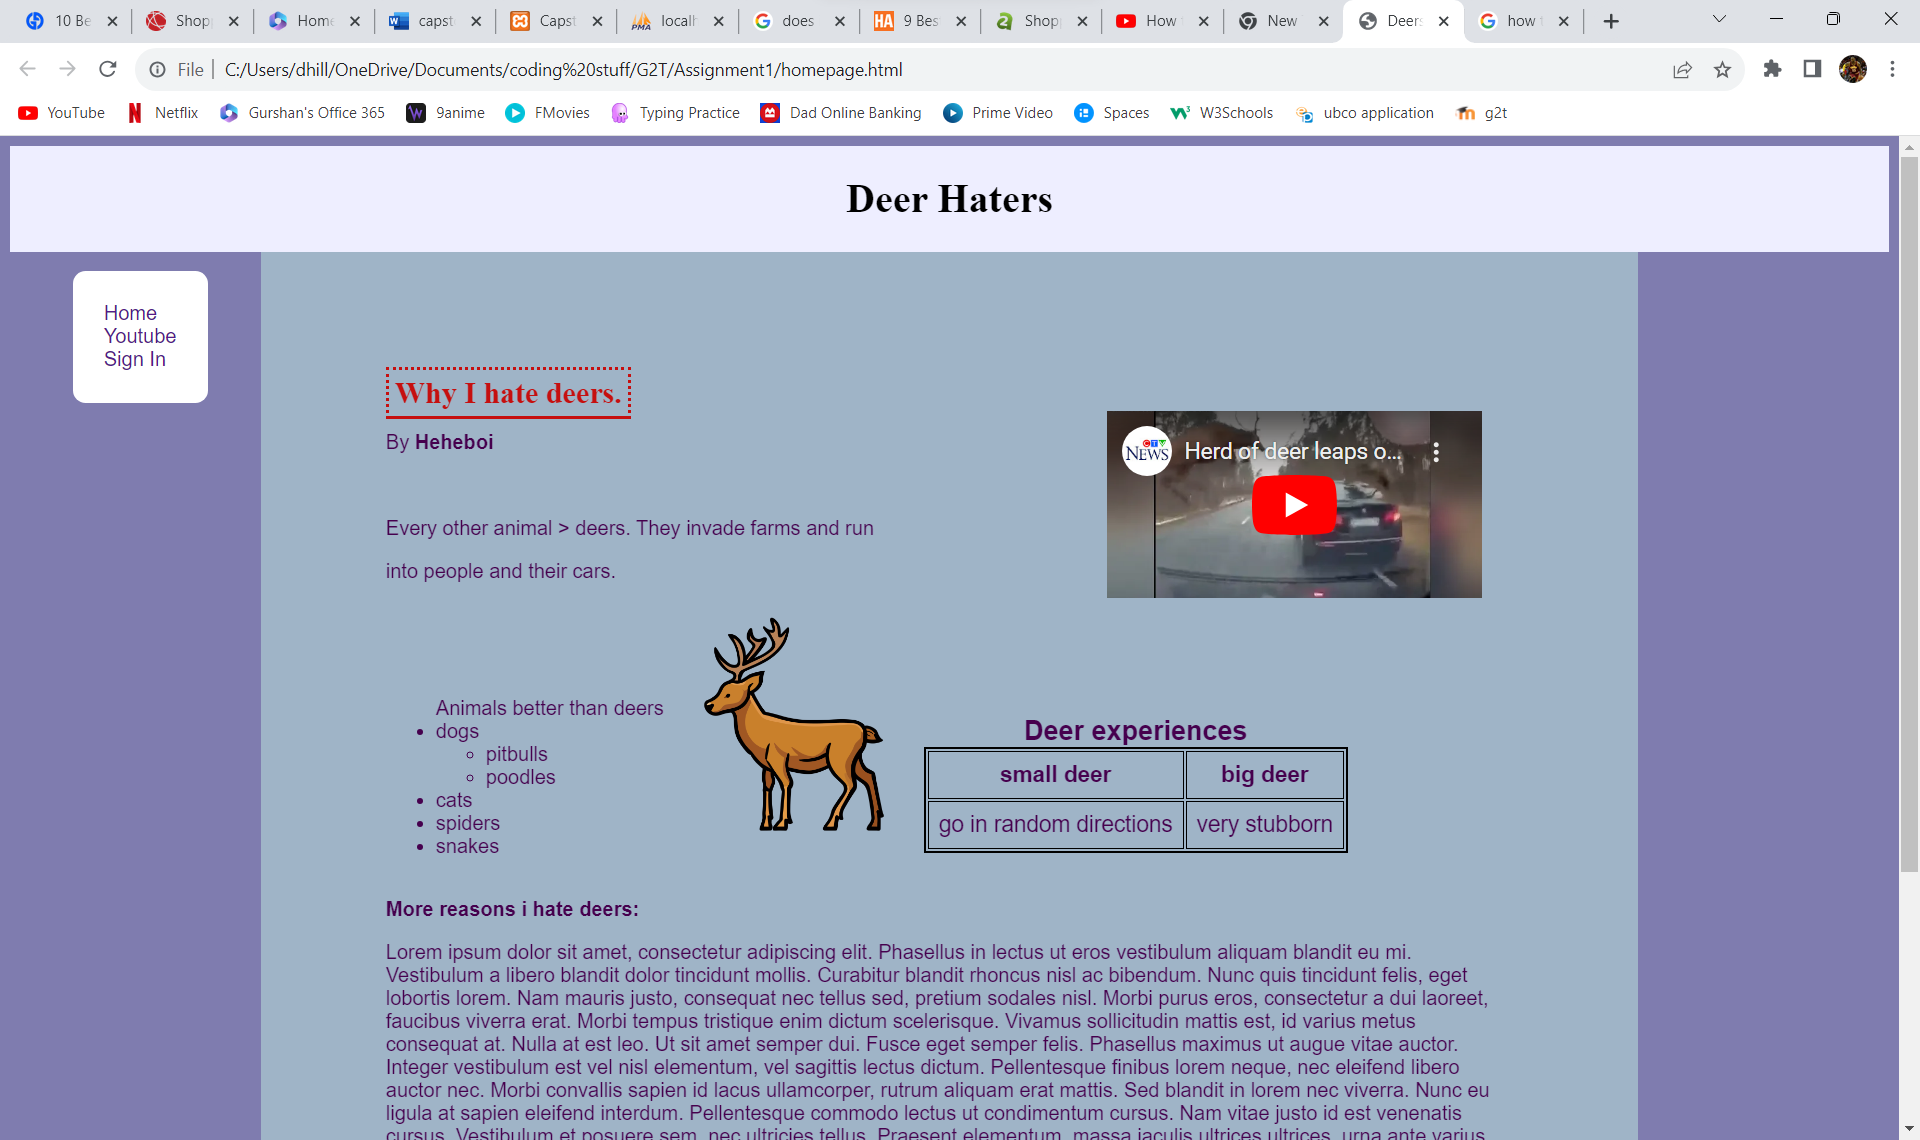 10 Be
Shop
Home
capst
Capst
localh
does
9 Bes
Shop
How
New
Deers
how
File
C:/Users/dhill/OneDrive/Documents/coding%20stuff/G2T/Assignment1/homepage.html
YouTube
Netflix
Gurshan's Office 365
9anime
FMovies
Typing Practice
Dad Online Banking
Prime Video
Spaces
W3Schools
ubco application
g2t
Deer Haters
Home
Youtube
Sign In
Why I hate deers.
By Heheboi
CTV
NEWS
Herd of deer leaps o...
Every other animal > deers. They invade farms and run
into people and their cars.
Animals better than deers
dogs
pitbulls
poodles
cats
spiders
snakes
Deer experiences
small deer
big deer
go in random directions
very stubborn
More reasons i hate deers:
Lorem ipsum dolor sit amet, consectetur adipiscing elit. Phasellus in lectus ut eros vestibulum aliquam blandit eu mi.
Vestibulum a libero blandit dolor tincidunt mollis. Curabitur blandit rhoncus nisl ac bibendum. Nunc quis tincidunt felis, eget
lobortis lorem. Nam mauris justo, consequat nec tellus sed, pretium sodales nisl. Morbi purus eros, consectetur a dui laoreet,
faucibus viverra erat. Morbi tempus tristique enim dictum scelerisque. Vivamus sollicitudin mattis est, id varius metus
consequat at. Nulla at est leo. Ut sit amet semper dui. Fusce eget semper felis. Phasellus maximus ut augue vitae auctor.
Integer vestibulum est vel nisl elementum, vel sagittis lectus dictum. Pellentesque finibus lorem neque, nec eleifend libero
auctor nec. Morbi convallis sapien id lacus ullamcorper, rutrum aliquam erat mattis. Sed blandit in lorem nec viverra. Nunc eu
ligula at sapien eleifend interdum. Pellentesque commodo lectus ut condimentum cursus. Nam vitae justo id est venenatis
cursus. Vestibulum et posuere sem, nec ultricies tellus. Praesent elementum, massa iaculis ultrices ultrices, urna ante varius